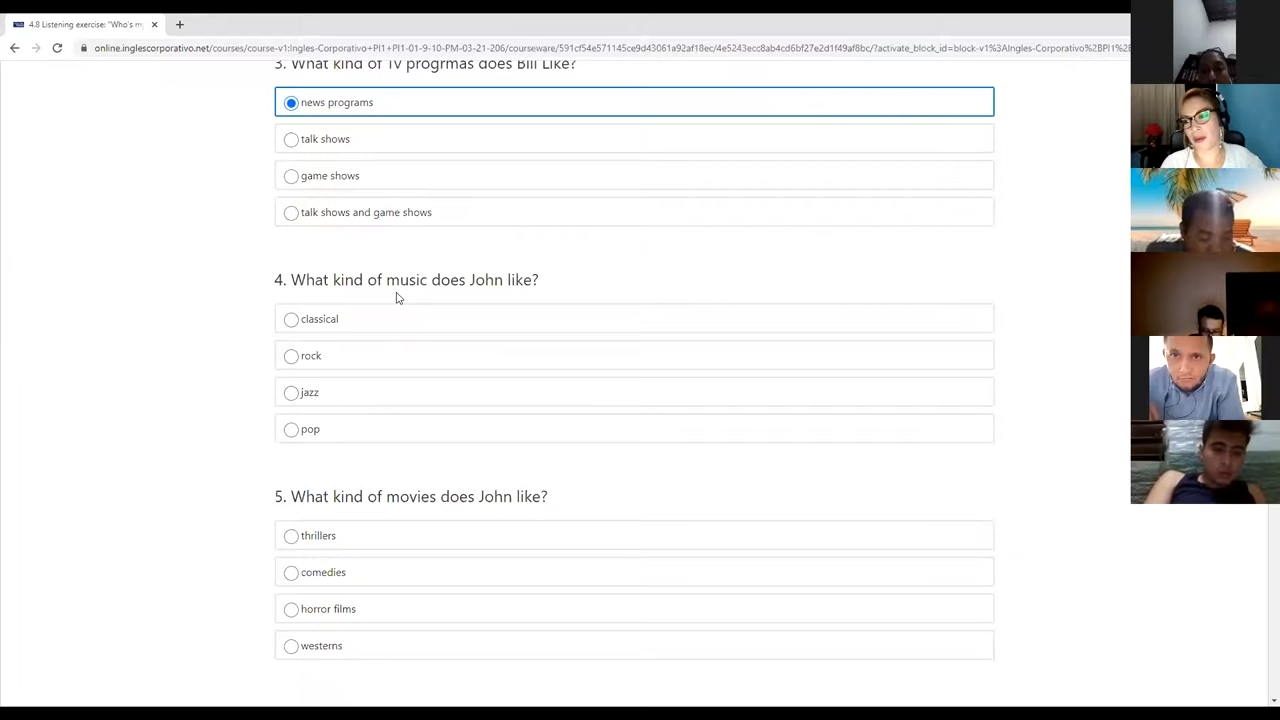 4.8 Listening exercise: "Who's m
online.inglescorporativo.net/courses/course-v1:Ingles-Corporativo+PI1+PI1-01-9-10-PM-03-21-206/courseware/591cf54e571145ce9d43061a92af18ec/4e5243ecc8ab4cd6bf27e2d1f49af8bc/?activate_block_id=block-v1%3AIngles-Corporativo%2BPI1%2B
3. What kind of Tv progrmas does Bill Like?
news programs
talk shows
game shows
talk shows and game shows
4. What kind of music does John like?
classical
rock
jazz
pop
5. What kind of movies does John like?
thrillers
comedies
horror films
westerns